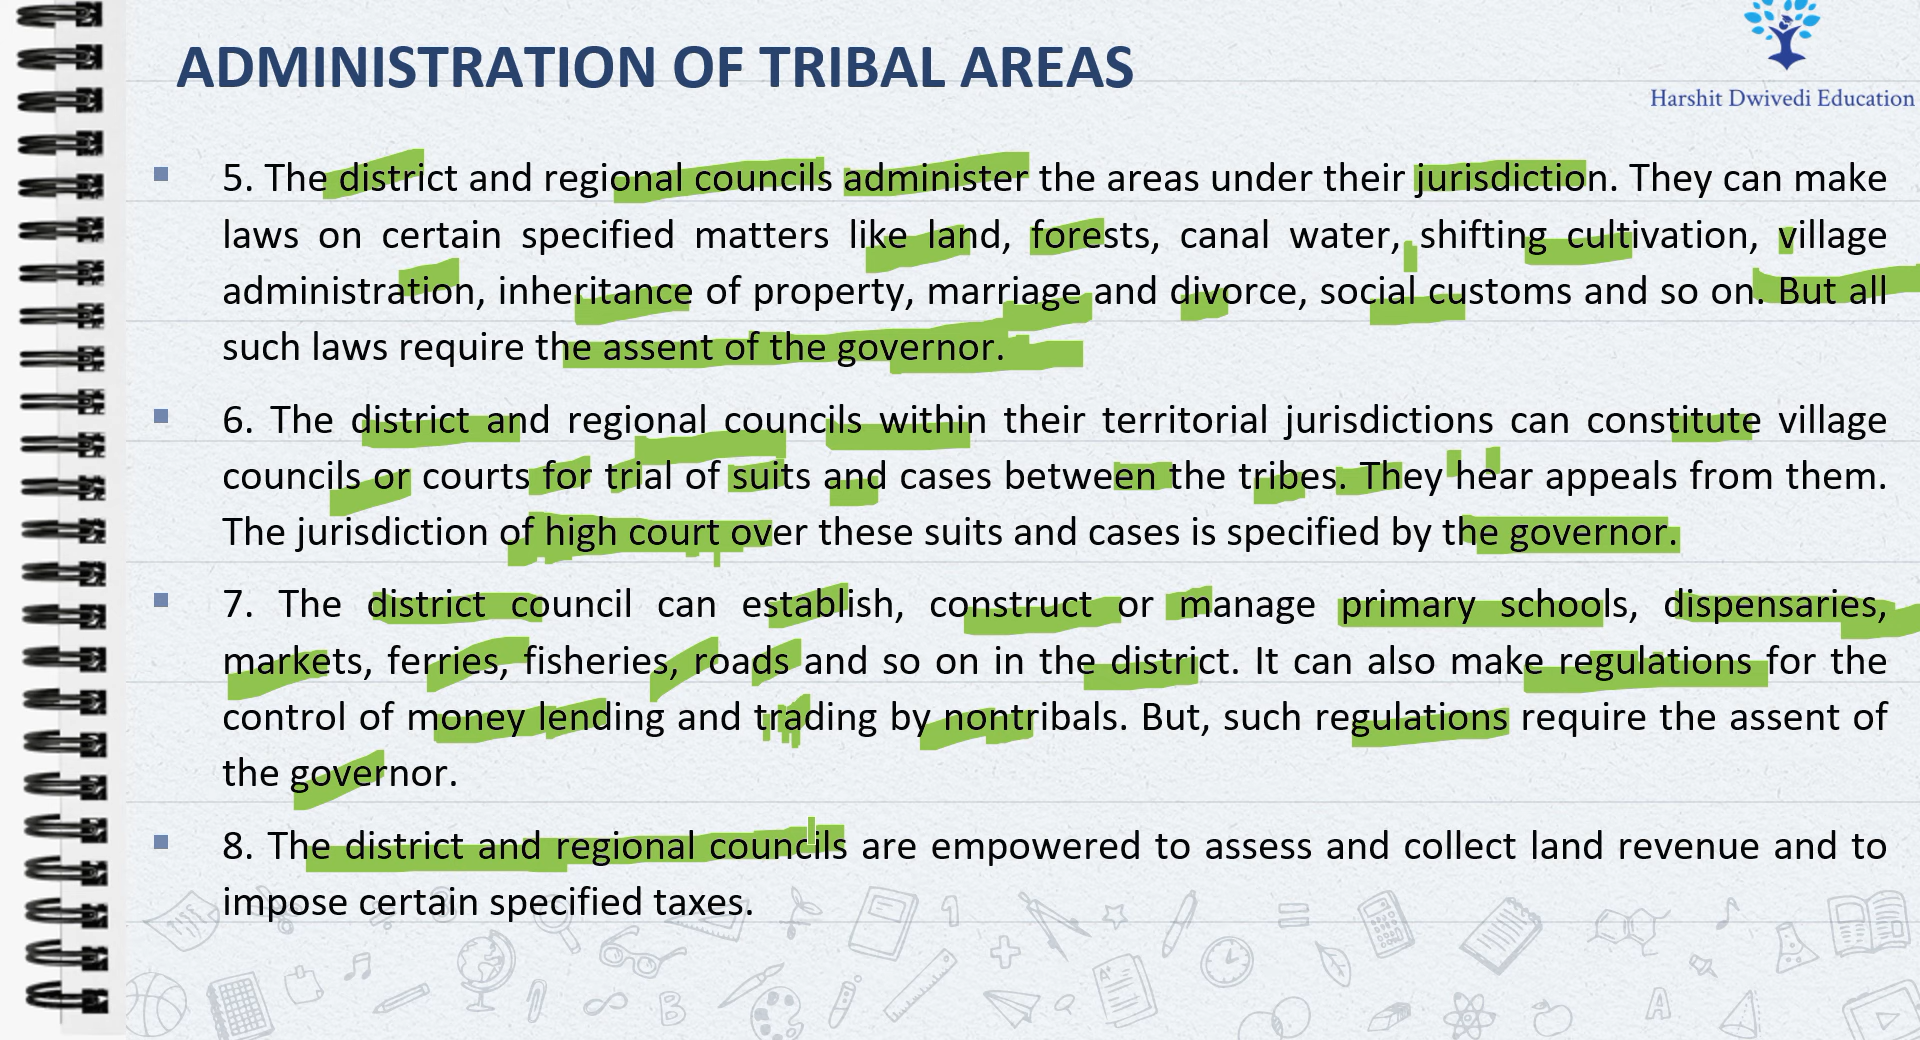 ADMINISTRATION OF TRIBAL AREAS
Harshit Dwivedi Education
5. The district and regional councils administer the areas under their jurisdiction. They can make
laws on certain specified matters like land, forests, canal water, shifting cultivation, village
administration, inheritance of property, marriage and divorce, social customs and so on. But all
such laws require the assent of the governor.
6. The district and regional councils within their territorial jurisdictions can constitute village
councils or courts for trial of suits and cases between the tribes. They hear appeals from them.
The jurisdiction of high court over these suits and cases is specified by the governor.
7. The district council can establish, construct or manage primary schools, dispensaries,
markets, ferries, fisheries, roads and so on in the district. It can also make regulations for the
control of money lending and trading by nontribals. But, such regulations require the assent of
the governor.
8. The district and regional councils are empowered to assess and collect land revenue and to
impose certain specified taxes.